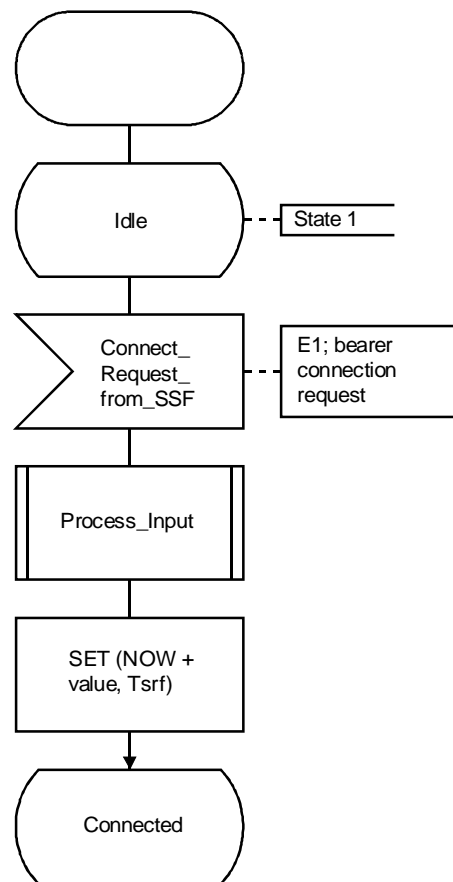 Idle
State 1
Connect_
Request_
from_SSF
E1; bearer
connection
request
Process_Input
SET (NOW +
value, Tsrf)
Connected